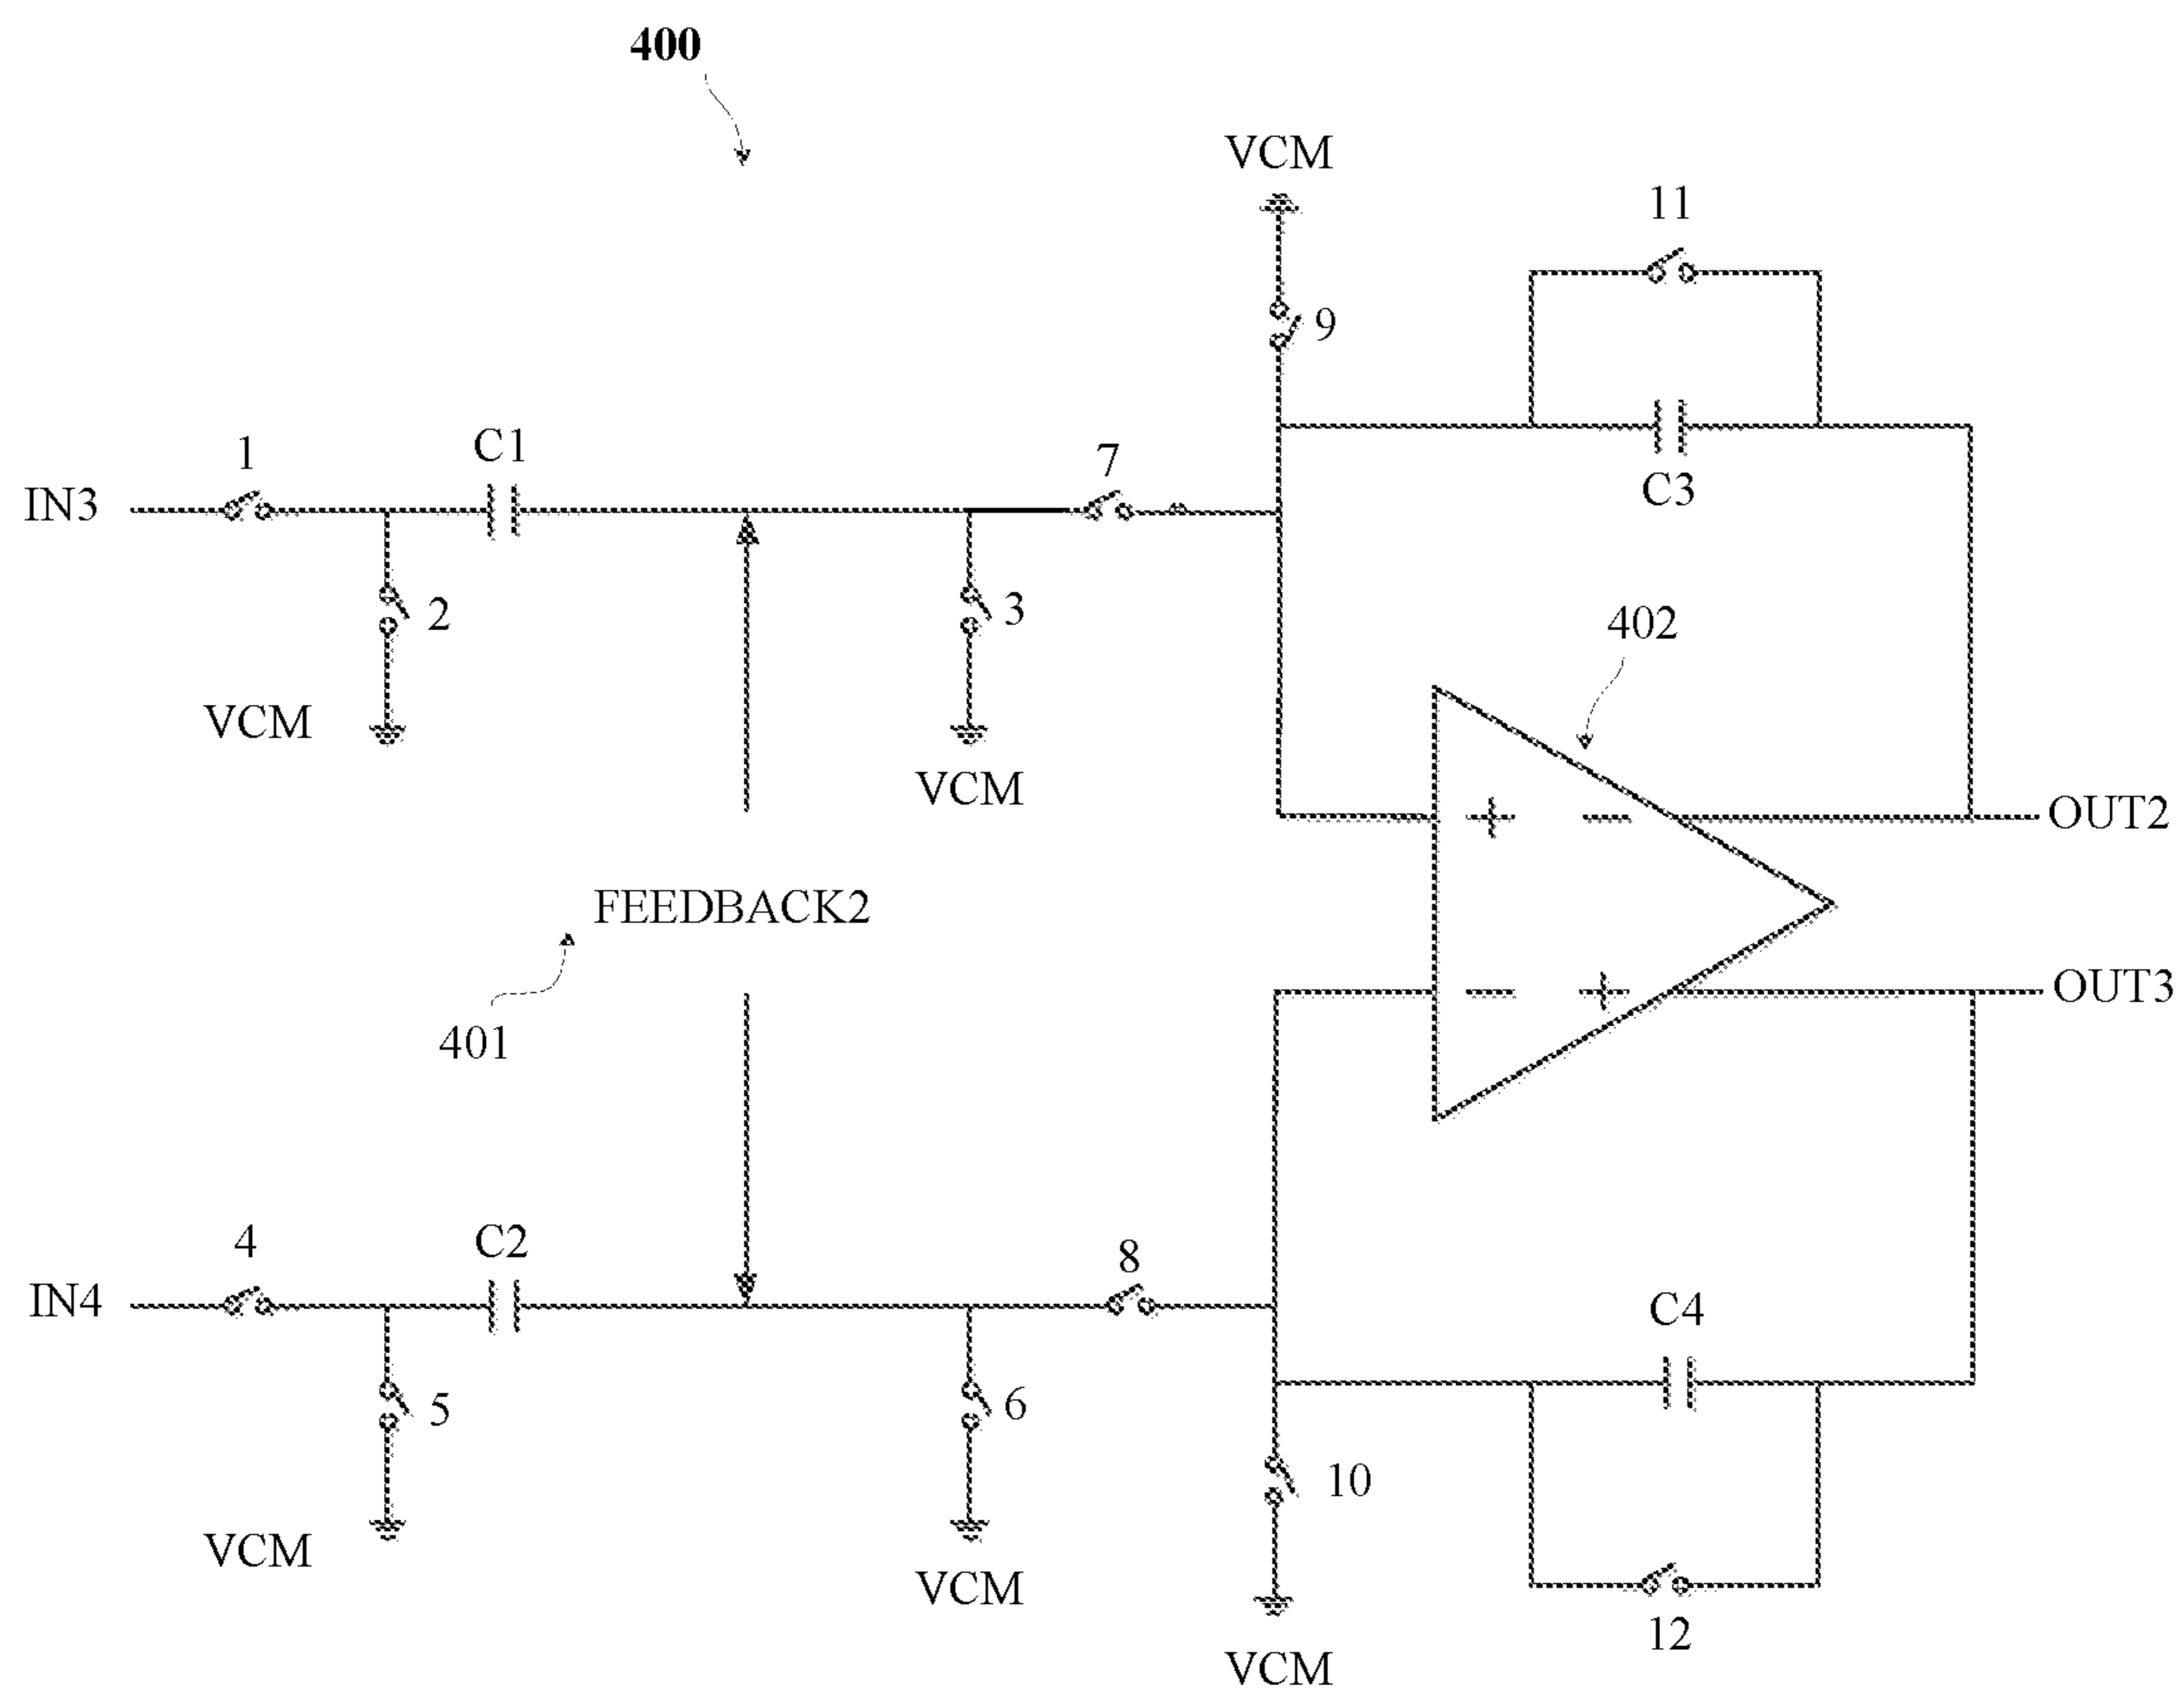 400
VCM
11
9
1
C1
7
C3
IN3
2
3
402
VCM
VCM
+
−
OUT2
FEEDBACK2
401
−
+
OUT3
4
C2
8
C4
IN4
5
6
10
VCM
VCM
12
VCM